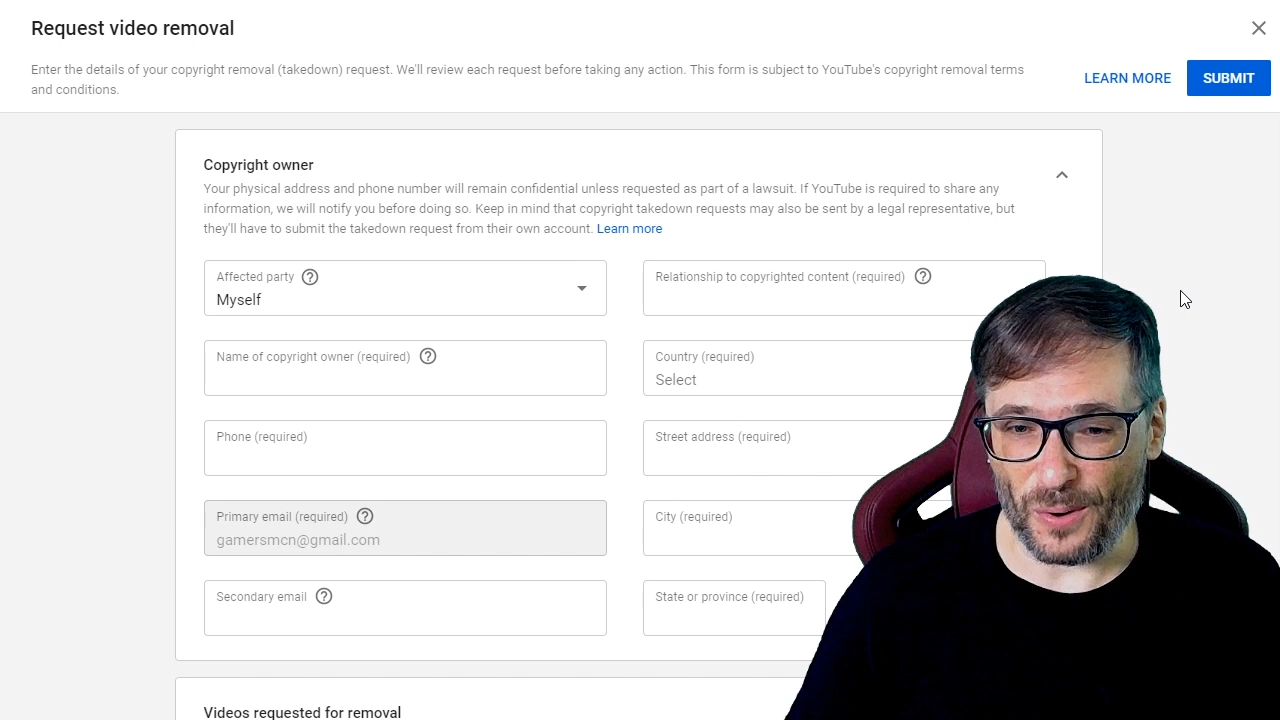 Request video removal
Enter the details of your copyright removal (takedown) request. We'll review each request before taking any action. This form is subject to YouTube's copyright removal terms
and conditions.
LEARN MORE
SUBMIT
Copyright owner
Your physical address and phone number will remain confidential unless requested as part of a lawsuit. If YouTube is required to share any
information, we will notify you before doing so. Keep in mind that copyright takedown requests may also be sent by a legal representative, but
they'll have to submit the takedown request from their own account. Learn more
Affected party ?
Myself
Relationship to copyrighted content (required) ?
Name of copyright owner (required) ?
Country (required)
Select
Phone (required)
Street address (required)
Primary email (required) ?
gamersmcn@gmail.com
City (required)
Secondary email ?
State or province (required)
Videos requested for removal